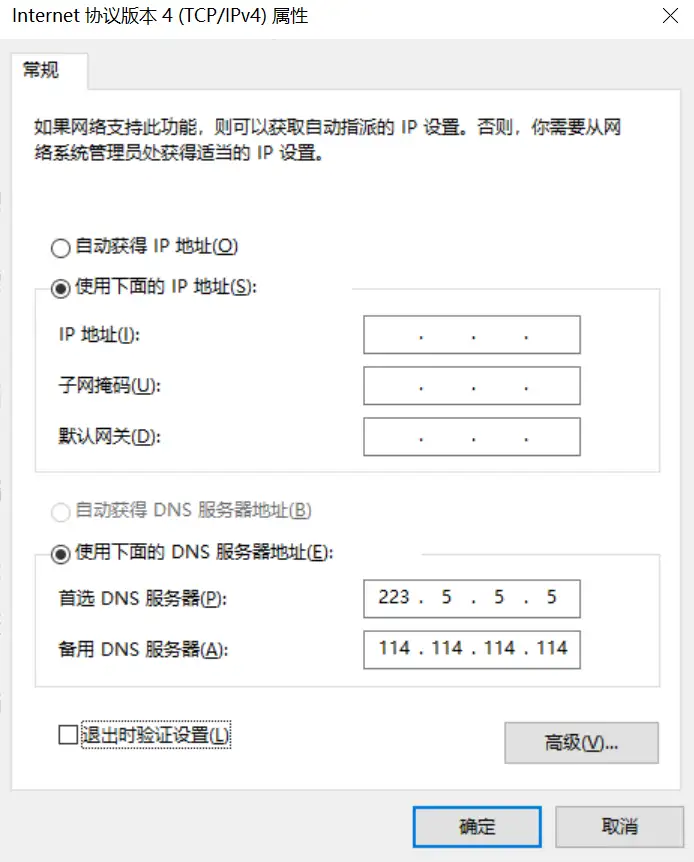 Internet 协议版本 4 (TCP/IPv4) 属性
常规
如果网络支持此功能，则可以获取自动指派的 IP 设置。否则，你需要从网
络系统管理员处获得适当的 IP 设置。
自动获得 IP 地址(O)
使用下面的 IP 地址(S):
IP 地址(I):
. . .
子网掩码(U):
. . .
默认网关(D):
. . .
自动获得 DNS 服务器地址(B)
使用下面的 DNS 服务器地址(E):
首选 DNS 服务器(P):
223 . 5 . 5 . 5
备用 DNS 服务器(A):
114 . 114 . 114 . 114
退出时验证设置(L)
高级(V)...
确定
取消